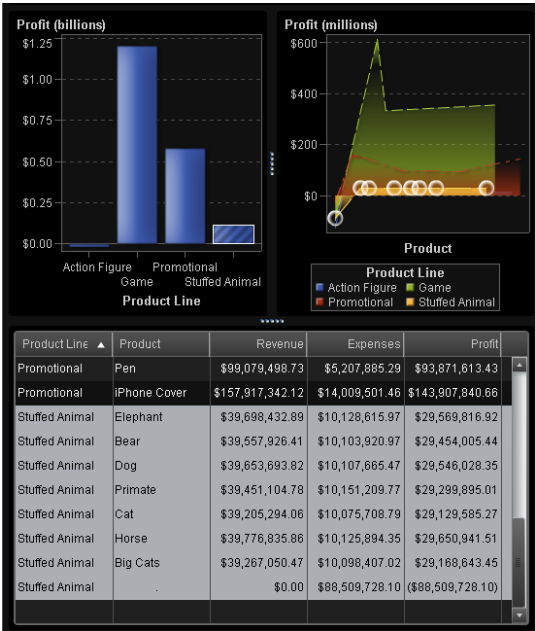 Profit (billions)
$1.25
$1.00
$0.75
$0.50
$0.25
$0.00
Action Figure Promotional
Game Stuffed Animal
Product Line
Profit (millions)
$600
$400
$200
$0
Product
Product Line
Action Figure Game
Promotional Stuffed Animal
Product Line Product Revenue Expenses Profit
Promotional Pen $99,079,498.73 $5,207,885.29 $93,871,613.43
Promotional iPhone Cover $157,917,342.12 $14,009,501.46 $143,907,840.66
Stuffed Animal Elephant $39,698,432.89 $10,128,615.97 $29,569,816.92
Stuffed Animal Bear $39,557,926.41 $10,103,920.97 $29,454,005.44
Stuffed Animal Dog $39,653,693.82 $10,107,665.47 $29,546,028.35
Stuffed Animal Primate $39,451,104.78 $10,151,209.77 $29,299,895.01
Stuffed Animal Cat $39,205,294.06 $10,075,708.79 $29,129,585.27
Stuffed Animal Horse $39,776,835.86 $10,125,894.35 $29,650,941.51
Stuffed Animal Big Cats $39,267,050.47 $10,098,407.02 $29,168,643.45
Stuffed Animal . $0.00 $88,509,728.10 ($88,509,728.10)